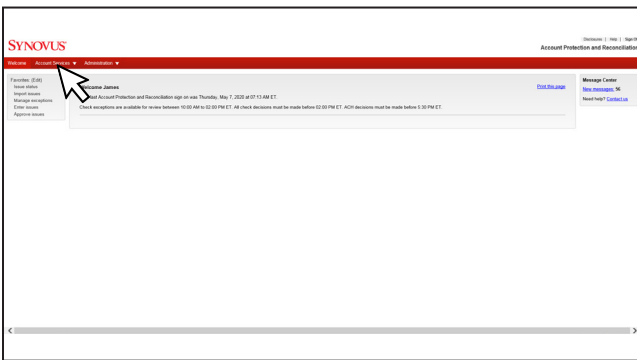 Disclosures | Help | Sign Of
SYNOVUS
Account Protection and Reconciliation
Welcome Account Services Administration
Favorites: (Edit)
Issue status
Import issues
Manage exceptions
Enter issues
Approve issues
Welcome James
Print this page
last Account Protection and Reconciliation sign on was Thursday, May 7, 2020 at 07:13 AM ET.
Check exceptions are available for review between 10:00 AM to 02:00 PM ET. All check decisions must be made before 02:00 PM ET. ACH decisions must be made before 5:30 PM ET.
Message Center
New messages: 56
Need help? Contact us